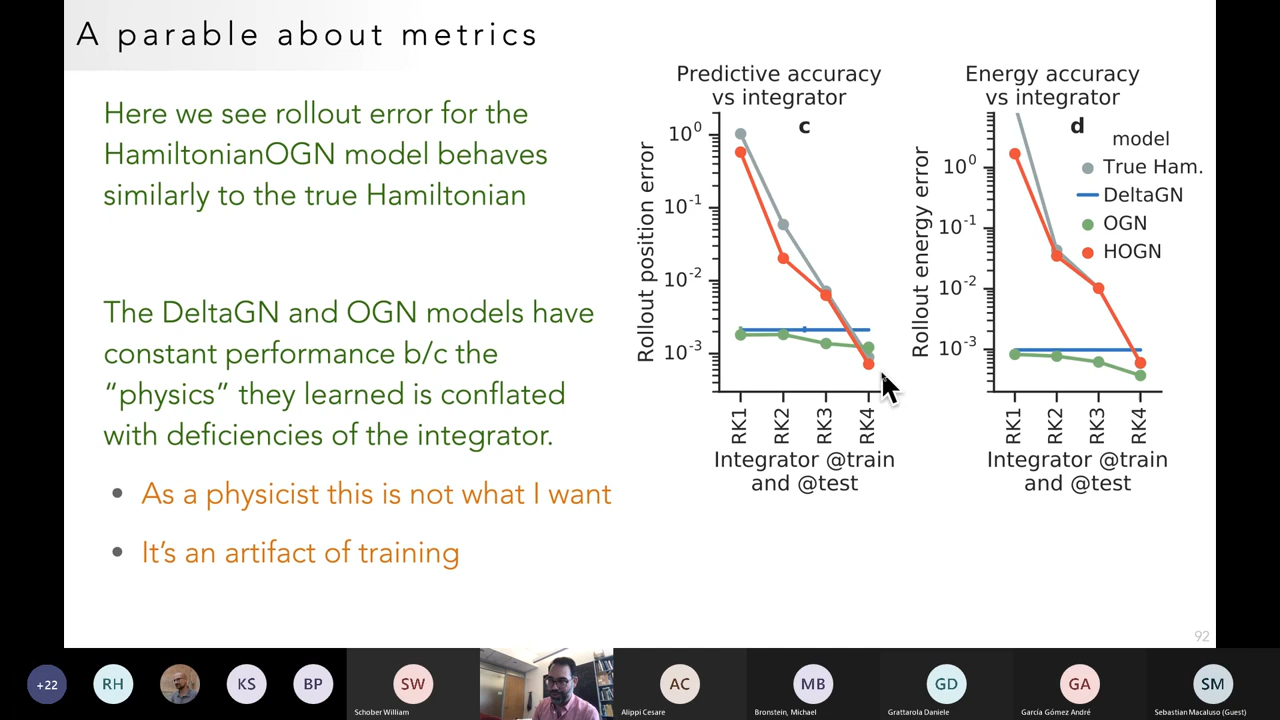 A parable about metrics
Here we see rollout error for the
HamiltonianOGN model behaves
similarly to the true Hamiltonian
The DeltaGN and OGN models have
constant performance b/c the
“physics” they learned is conflated
with deficiencies of the integrator.
• As a physicist this is not what I want
• It’s an artifact of training
Predictive accuracy
vs integrator
c
Rollout position error
10⁰
10⁻¹
10⁻²
10⁻³
RK1
RK2
RK3
RK4
Integrator @train
and @test
Energy accuracy
vs integrator
d
model
True Ham.
DeltaGN
OGN
HOGN
Rollout energy error
10⁰
10⁻¹
10⁻²
10⁻³
RK1
RK2
RK3
RK4
Integrator @train
and @test
92
+22
RH
KS
BP
SW
Schober William
AC
Alippi Cesare
MB
Bronstein, Michael
GD
Grattarola Daniele
GA
García Gómez André
SM
Sebastian Macaluso (Guest)